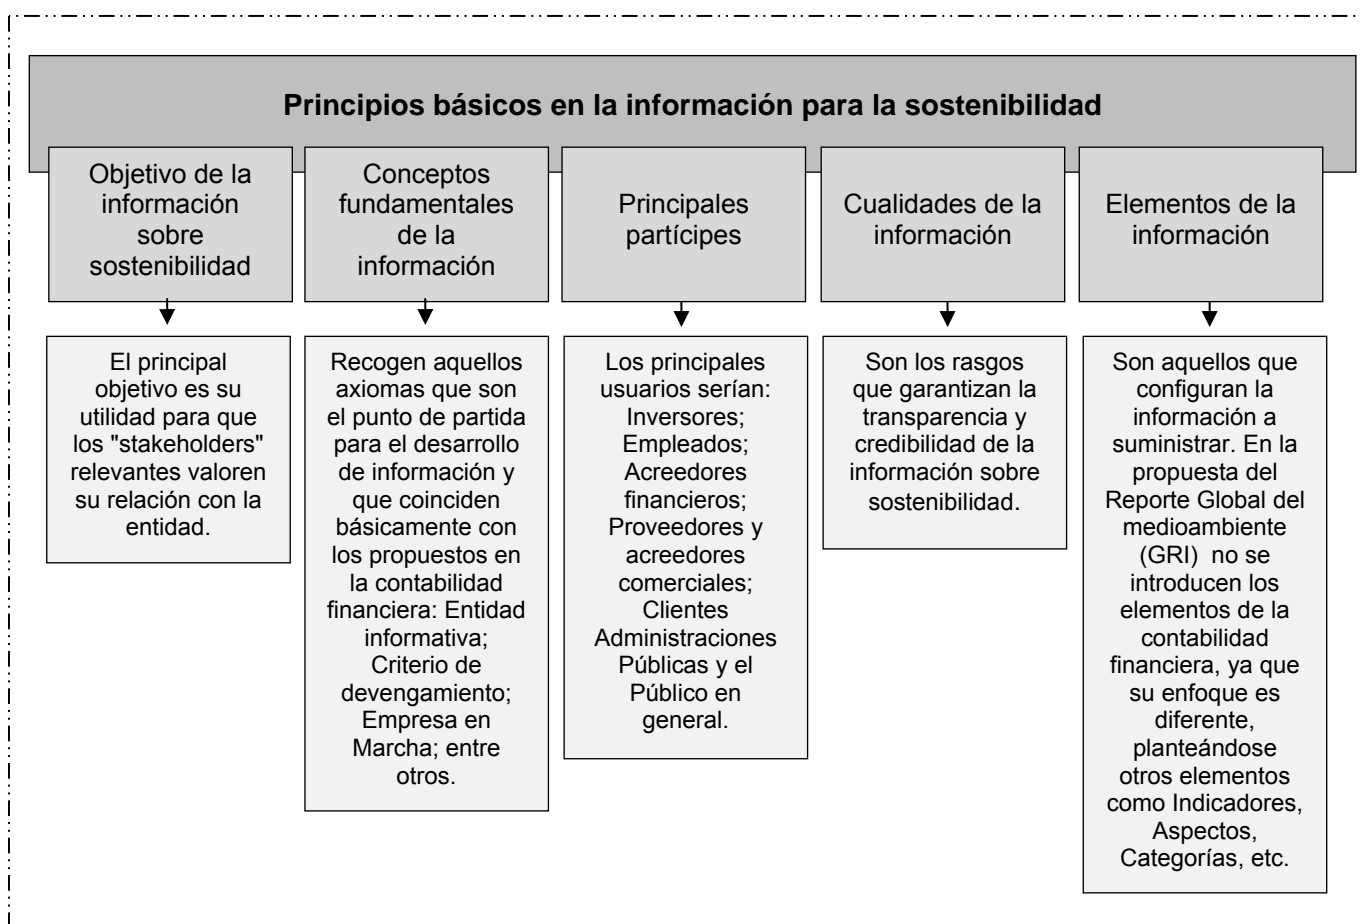 Principios básicos en la información para la sostenibilidad
Objetivo de la
información
sobre
sostenibilidad
Conceptos
fundamentales
de la
información
Principales
partícipes
Cualidades de la
información
Elementos de la
información
El principal
objetivo es su
utilidad para que
los "stakeholders"
relevantes valoren
su relación con la
entidad.
Recogen aquellos
axiomas que son
el punto de partida
para el desarrollo
de información y
que coinciden
básicamente con
los propuestos en
la contabilidad
financiera: Entidad
informativa;
Criterio de
devengamiento;
Empresa en
Marcha; entre
otros.
Los principales
usuarios serían:
Inversores;
Empleados;
Acreedores
financieros;
Proveedores y
acreedores
comerciales;
Clientes
Administraciones
Públicas y el
Público en
general.
Son los rasgos
que garantizan la
transparencia y
credibilidad de la
información sobre
sostenibilidad.
Son aquellos que
configuran la
información a
suministrar. En la
propuesta del
Reporte Global del
medioambiente
(GRI) no se
introducen los
elementos de la
contabilidad
financiera, ya que
su enfoque es
diferente,
planteándose
otros elementos
como Indicadores,
Aspectos,
Categorías, etc.